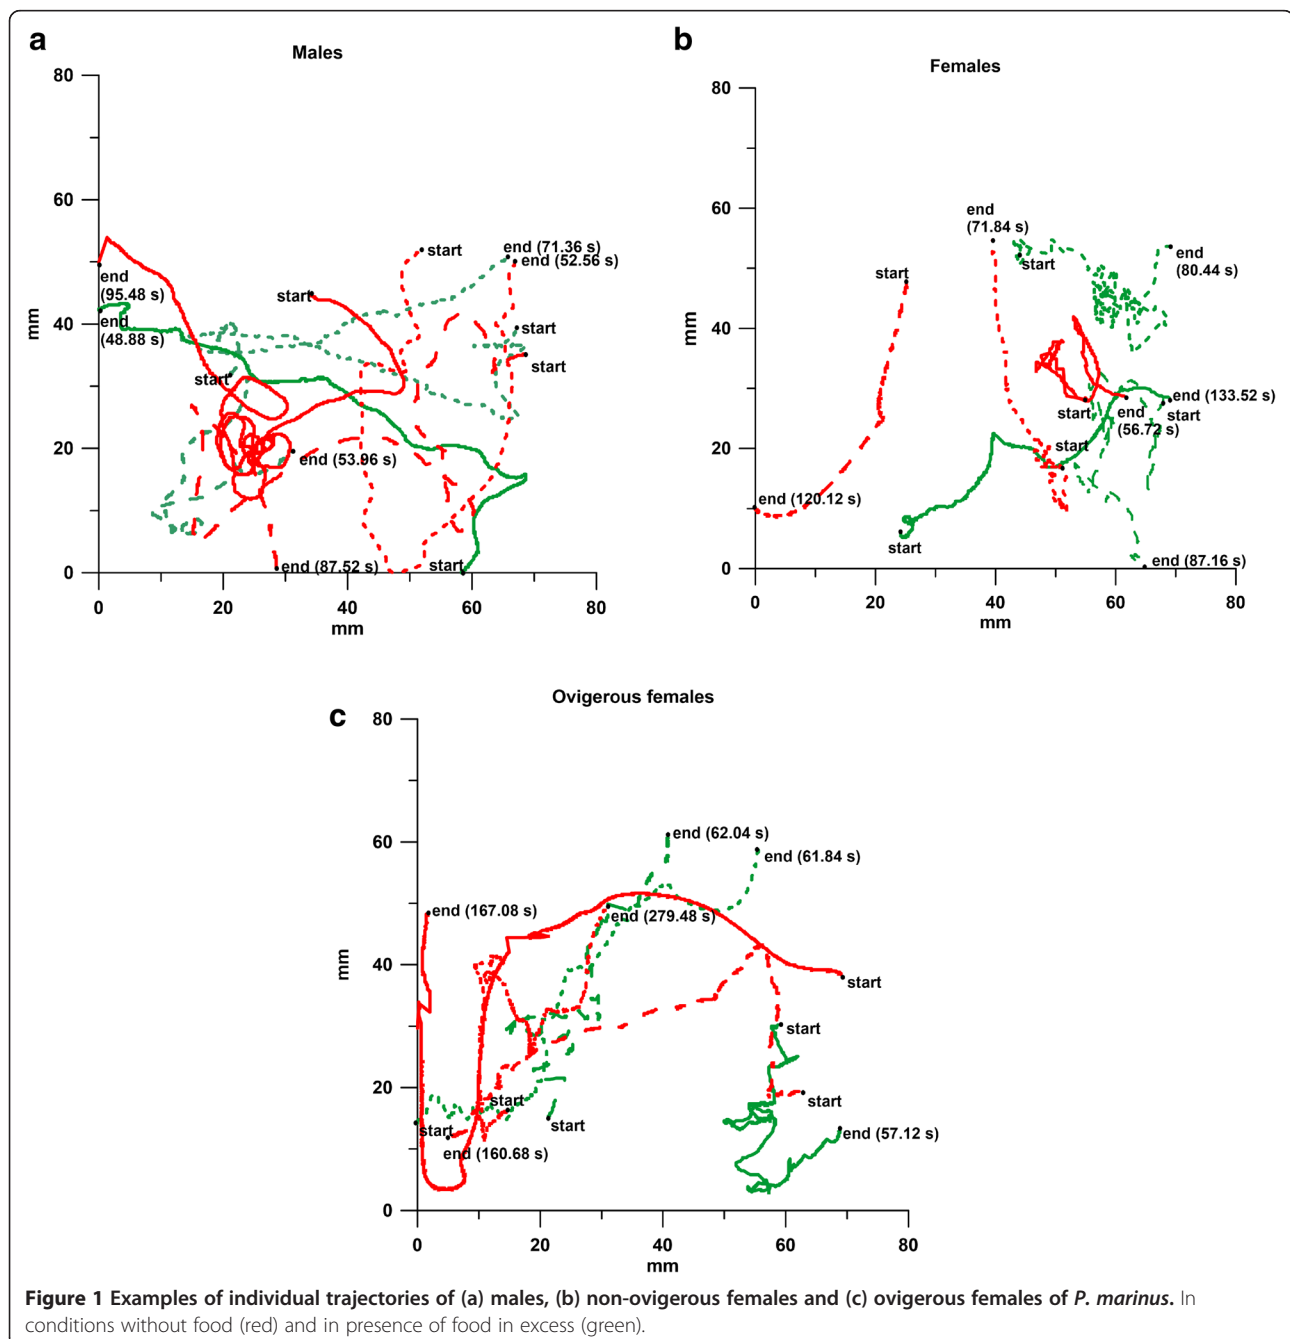 a
Males
80
60
40
20
0
mm
0 20 40 60 80
mm
start
end (71.36 s)
end (52.56 s)
end
(95.48 s)
end
(48.88 s)
start
start
start
start
end (53.96 s)
end (87.52 s)
start
b
Females
80
60
40
20
0
mm
0 20 40 60 80
mm
end
(71.84 s)
start
start
end
(80.44 s)
start
end
(56.72 s)
end (133.52 s)
start
start
end (120.12 s)
start
end (87.16 s)
c
Ovigerous females
80
60
40
20
0
mm
0 20 40 60 80
mm
end (62.04 s)
end (61.84 s)
end (167.08 s)
end (279.48 s)
start
start
start
start
start
start
end (160.68 s)
end (57.12 s)
Figure 1 Examples of individual trajectories of (a) males, (b) non-ovigerous females and (c) ovigerous females of P. marinus. In
conditions without food (red) and in presence of food in excess (green).